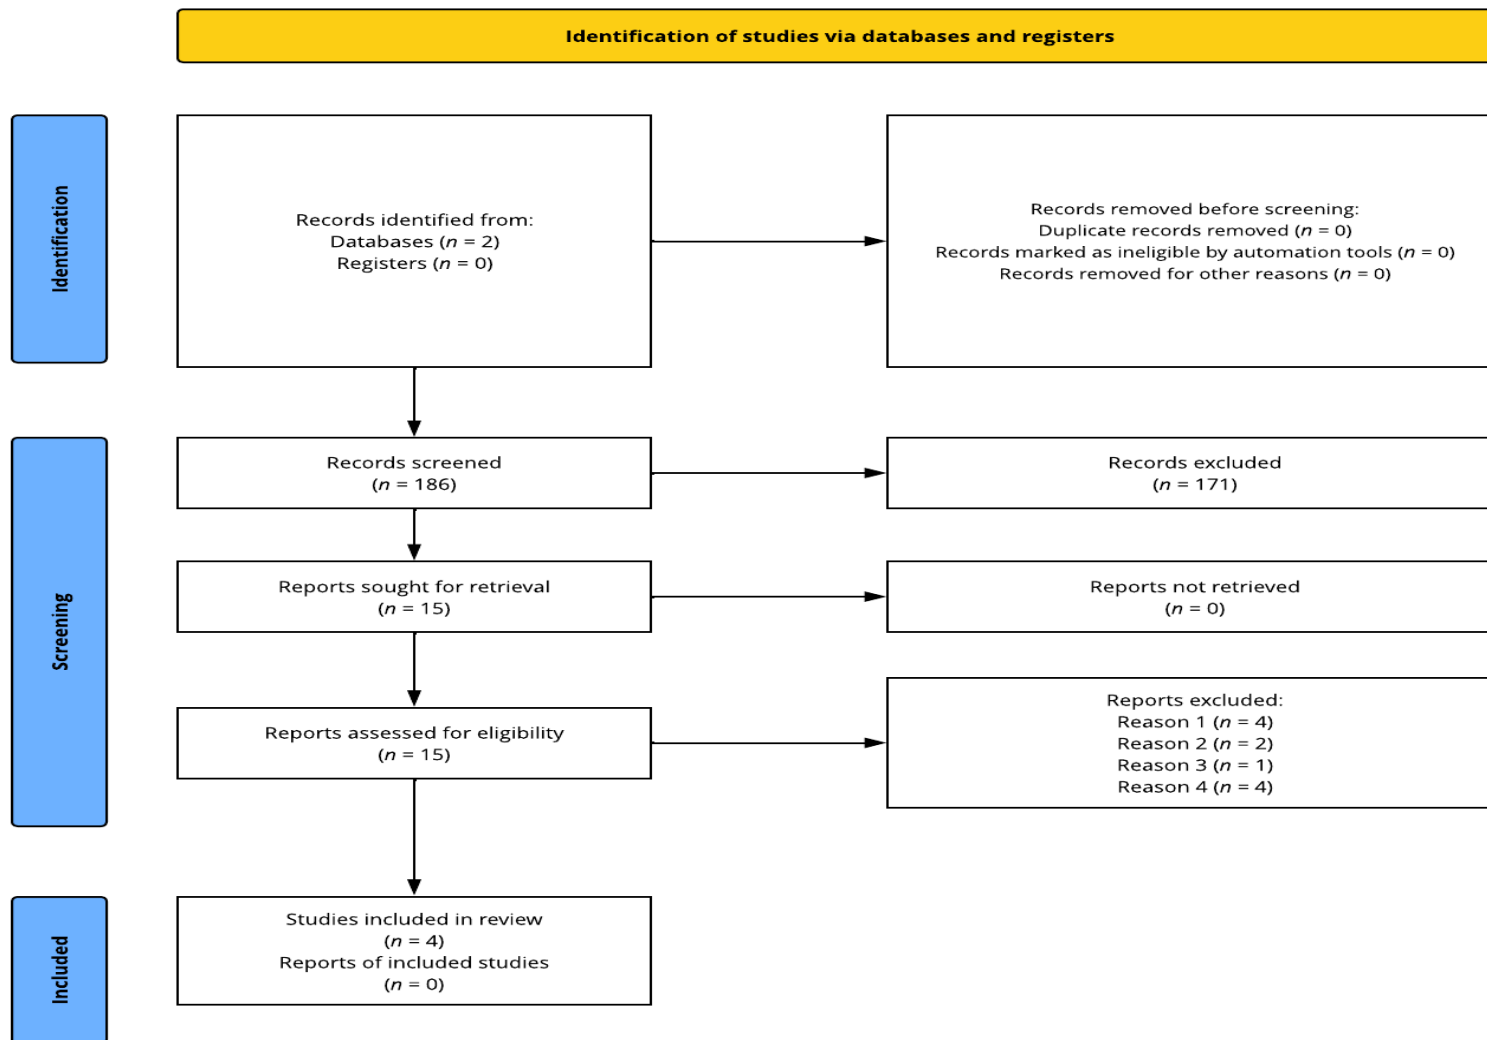 Identification of studies via databases and registers
Identification
Records identified from:
Databases (n = 2)
Registers (n = 0)
Records removed before screening:
Duplicate records removed (n = 0)
Records marked as ineligible by automation tools (n = 0)
Records removed for other reasons (n = 0)
Screening
Records screened
(n = 186)
Records excluded
(n = 171)
Reports sought for retrieval
(n = 15)
Reports not retrieved
(n = 0)
Reports assessed for eligibility
(n = 15)
Reports excluded:
Reason 1 (n = 4)
Reason 2 (n = 2)
Reason 3 (n = 1)
Reason 4 (n = 4)
Included
Studies included in review
(n = 4)
Reports of included studies
(n = 0)